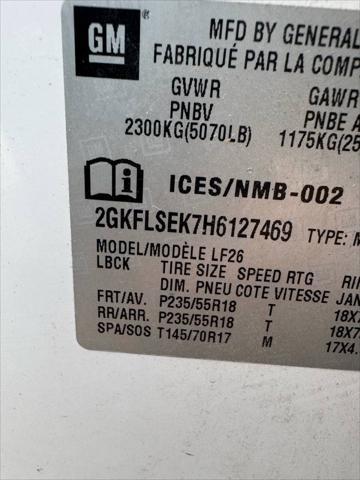 GM
MFD BY GENERAL
FABRIQUÉ PAR LA COMP
GVWR GAWR
PNBV PNBE A
2300KG(5070LB) 1175KG(25
ICES/NMB-002
2GKFLSEK7H6127469 TYPE: M
MODEL/MODÈLE LF26
LBCK TIRE SIZE SPEED RTG RI
DIM. PNEU COTE VITESSE JAN
FRT/AV. P235/55R18 T 18X7
RR/ARR. P235/55R18 T 18X7
SPA/SOS T145/70R17 M 17X4.